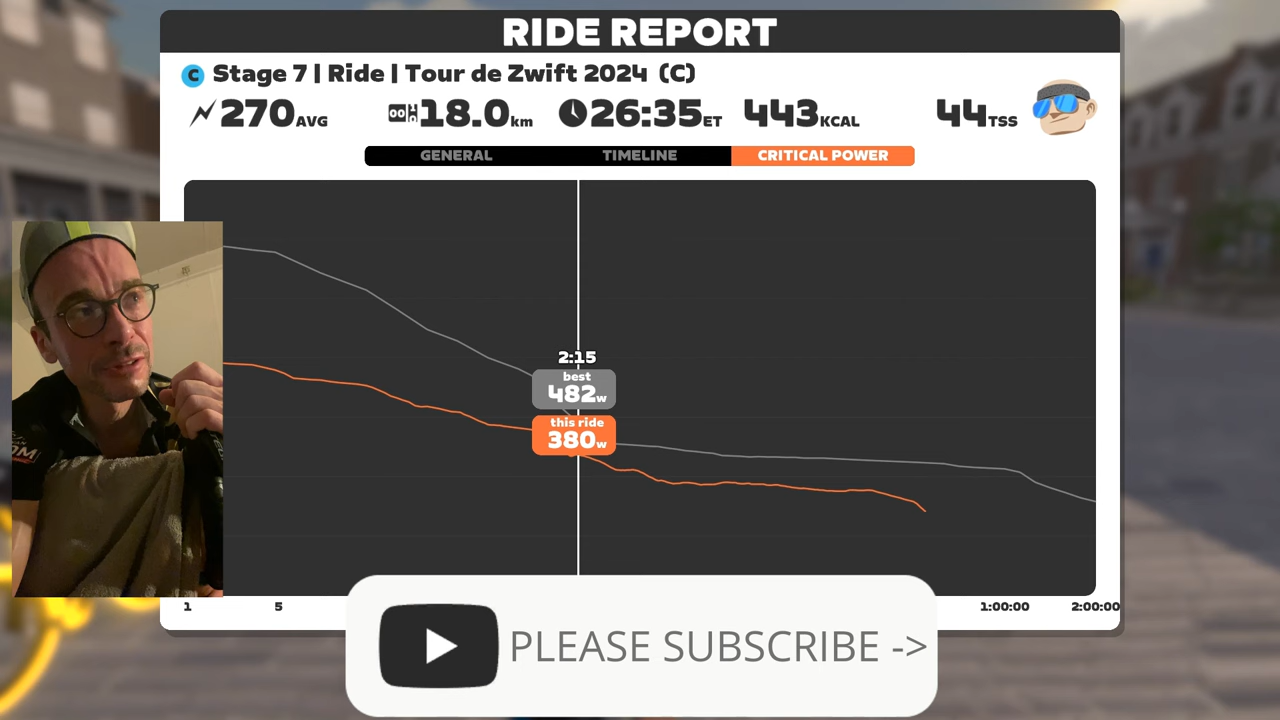 RIDE REPORT
C Stage 7 | Ride | Tour de Zwift 2024 (C)
270AVG 18.0km 26:35ET 443KCAL 44TSS
GENERAL TIMELINE CRITICAL POWER
2:15
best
482w
this ride
380w
1 5 1:00:00 2:00:00
PLEASE SUBSCRIBE ->